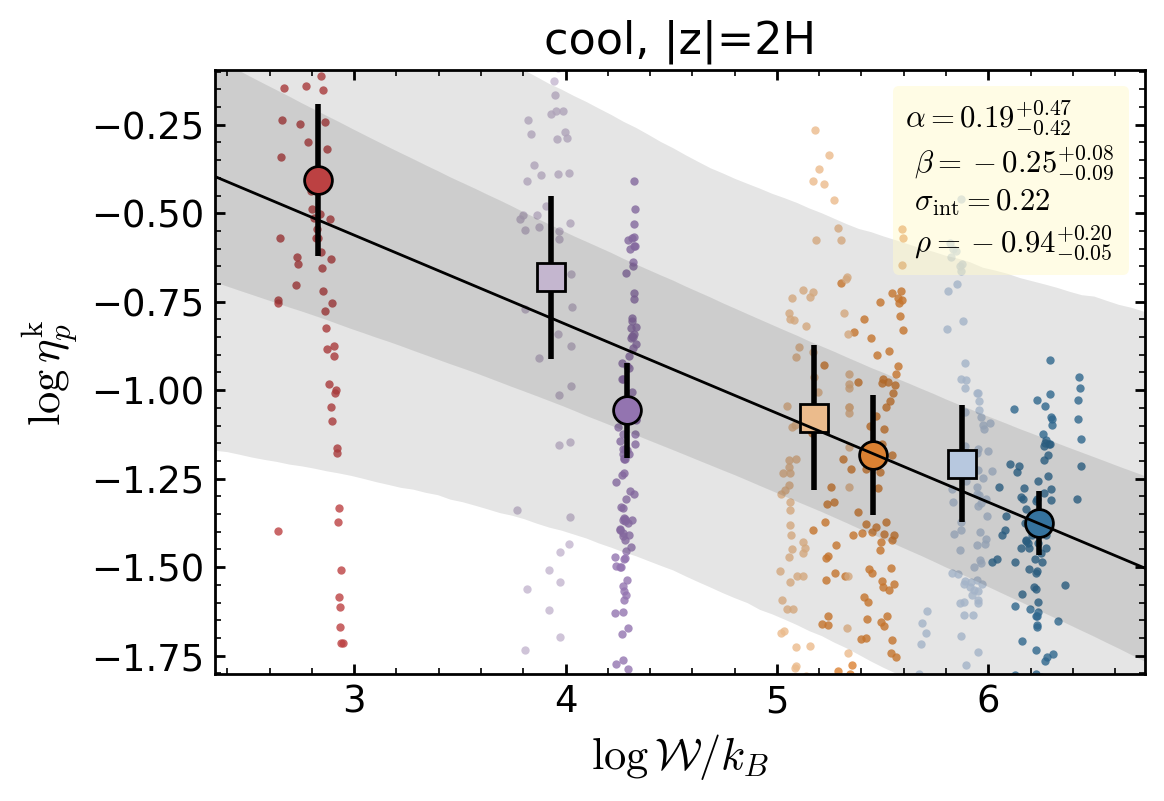 cool, |z|=2H
α = 0.19^{+0.47}_{-0.42}
β = −0.25^{+0.08}_{-0.09}
σ_{int} = 0.22
ρ = −0.94^{+0.20}_{-0.05}
−0.25
−0.50
−0.75
−1.00
−1.25
−1.50
−1.75
log η^{k}_{p}
3 4 5 6
log 𝒲/k_B